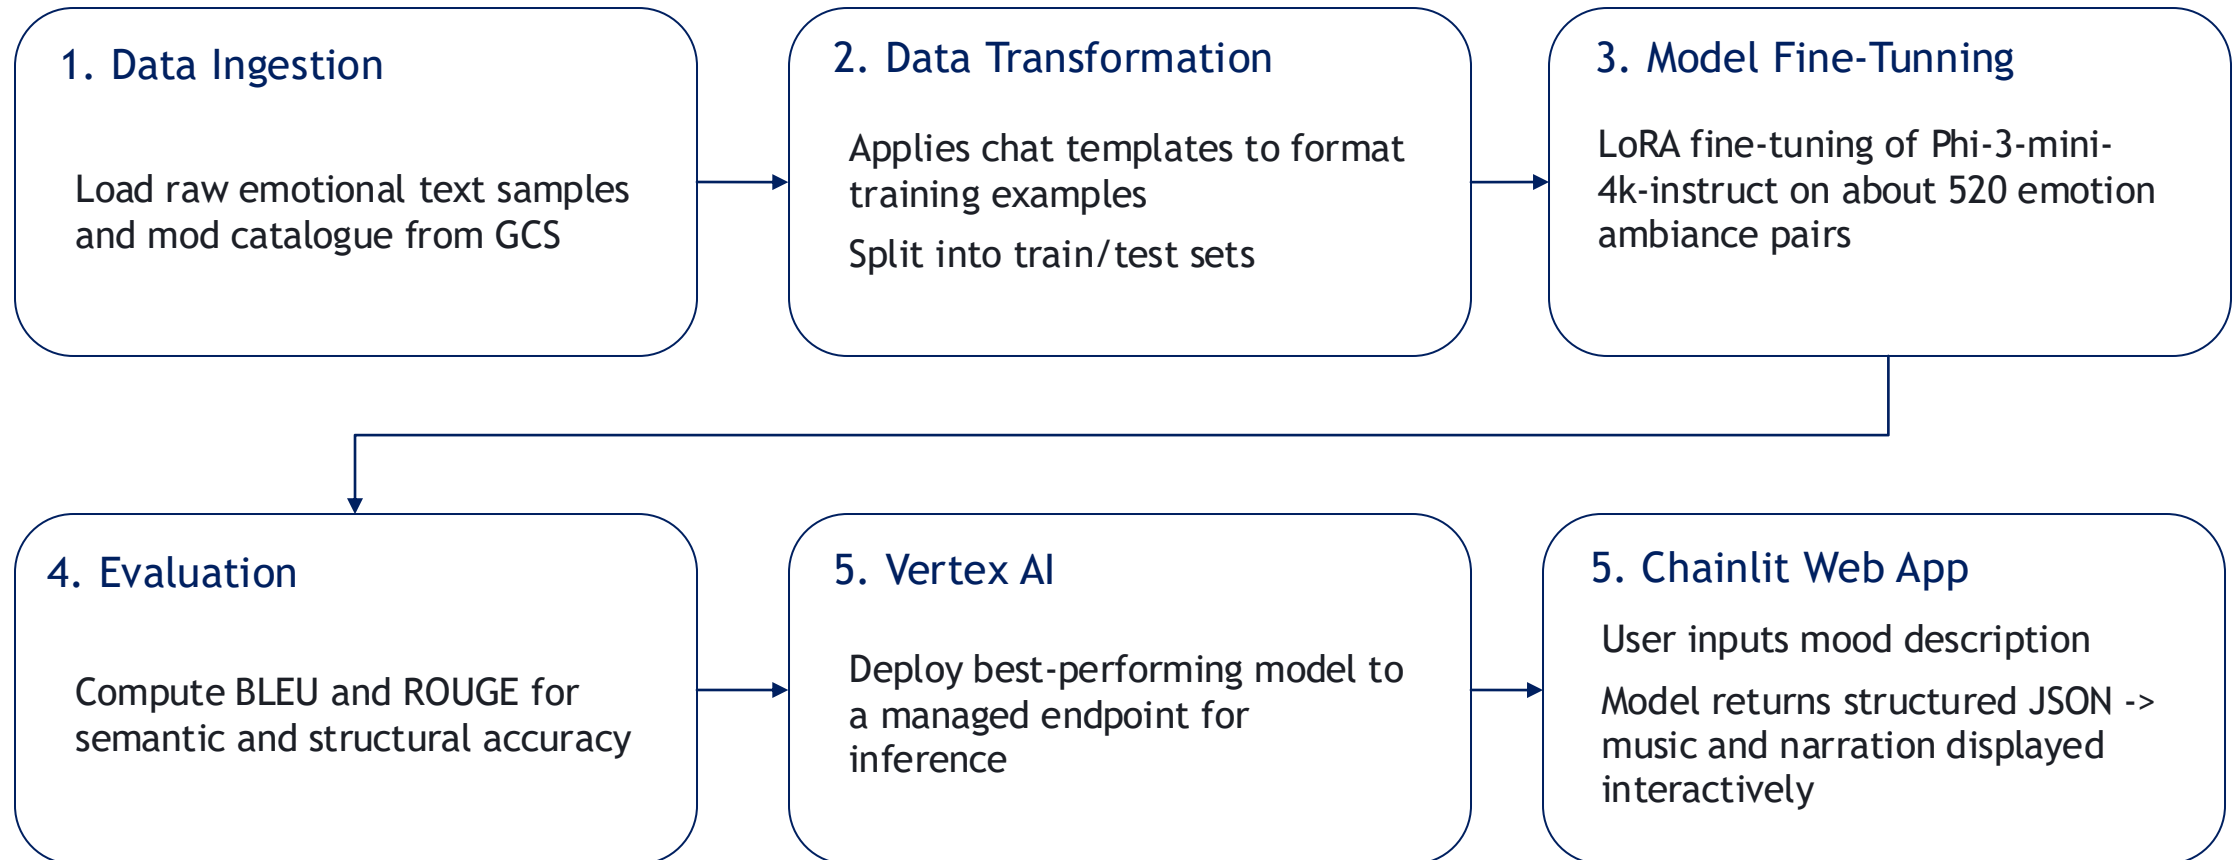 1. Data Ingestion
Load raw emotional text samples
and mod catalogue from GCS
2. Data Transformation
Applies chat templates to format
training examples
Split into train/test sets
3. Model Fine-Tunning
LoRA fine-tuning of Phi-3-mini-
4k-instruct on about 520 emotion
ambiance pairs
4. Evaluation
Compute BLEU and ROUGE for
semantic and structural accuracy
5. Vertex AI
Deploy best-performing model to
a managed endpoint for
inference
5. Chainlit Web App
User inputs mood description
Model returns structured JSON ->
music and narration displayed
interactively